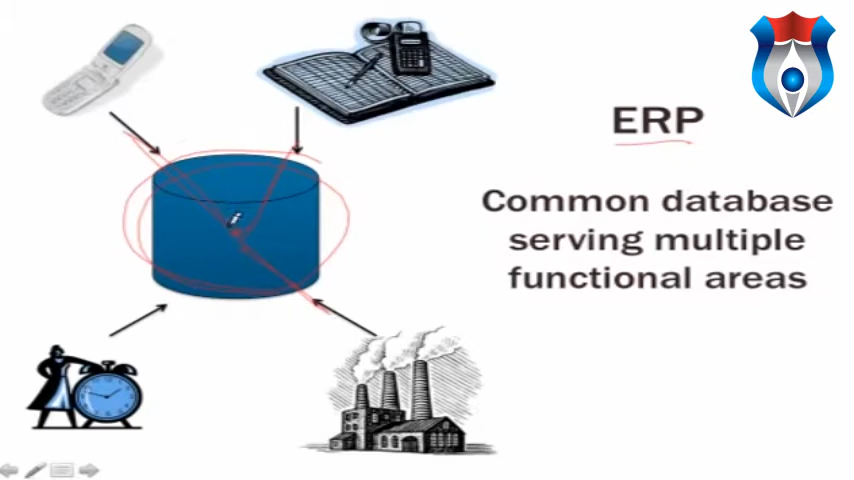 ERP
Common database
serving multiple
functional areas